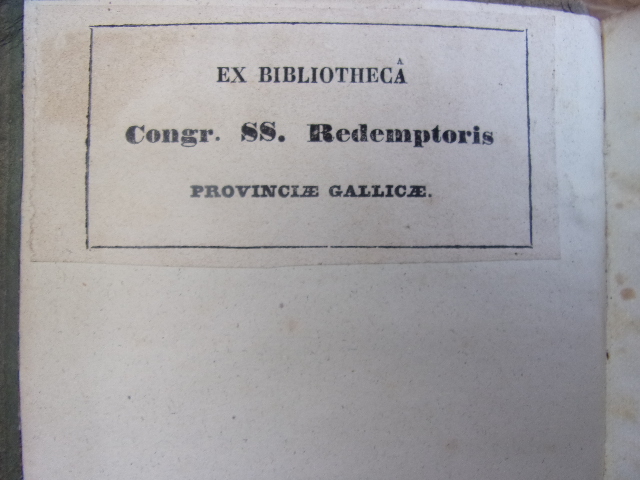 EX BIBLIOTHECÂ
Congr. SS. Redemptoris
PROVINCIÆ GALLICÆ.